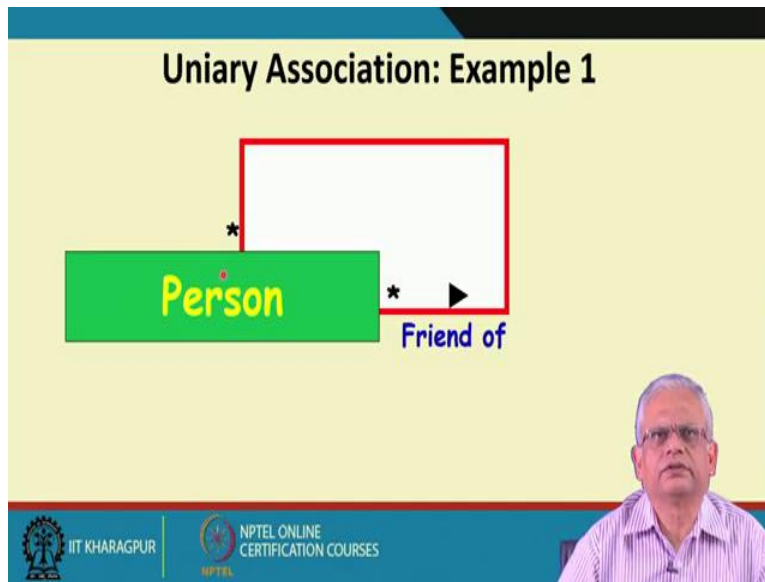 Uniary Association: Example 1
*
Person
*
Friend of
IIT KHARAGPUR
NPTEL
NPTEL ONLINE
CERTIFICATION COURSES